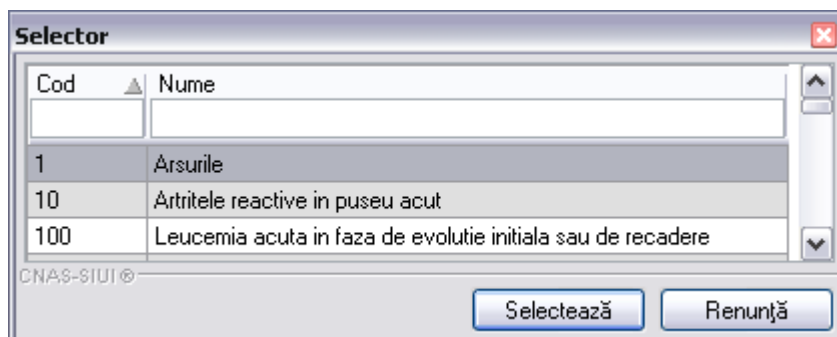 Selector
Cod Nume
1 Arsurile
10 Artritele reactive in puseu acut
100 Leucemia acuta in faza de evolutie initiala sau de recadere
CNAS-SIUI ®
Selectează Renunţă